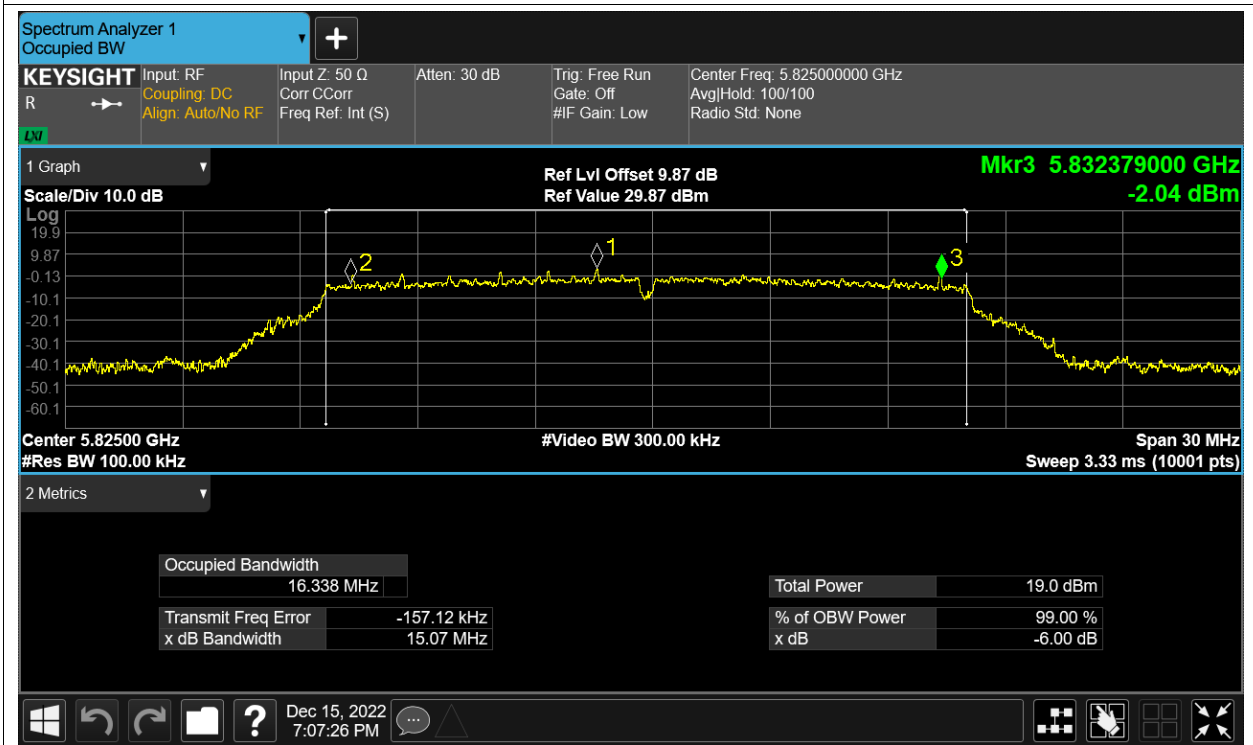 Spectrum Analyzer 1
Occupied BW
KEYSIGHT
R
LXI
Input: RF
Coupling: DC
Align: Auto/No RF
Input Z: 50 Ω
Corr CCorr
Freq Ref: Int (S)
Atten: 30 dB
Trig: Free Run
Gate: Off
#IF Gain: Low
Center Freq: 5.825000000 GHz
Avg|Hold: 100/100
Radio Std: None
1 Graph
Scale/Div 10.0 dB
Ref Lvl Offset 9.87 dB
Ref Value 29.87 dBm
Mkr3 5.832379000 GHz
-2.04 dBm
Log
19.9
9.87
-0.13
-10.1
-20.1
-30.1
-40.1
-50.1
-60.1
2
1
3
Center 5.82500 GHz
#Video BW 300.00 kHz
Span 30 MHz
#Res BW 100.00 kHz
Sweep 3.33 ms (10001 pts)
2 Metrics
Occupied Bandwidth
16.338 MHz
Total Power 19.0 dBm
Transmit Freq Error -157.12 kHz
% of OBW Power 99.00 %
x dB Bandwidth 15.07 MHz
x dB -6.00 dB
?
Dec 15, 2022
7:07:26 PM